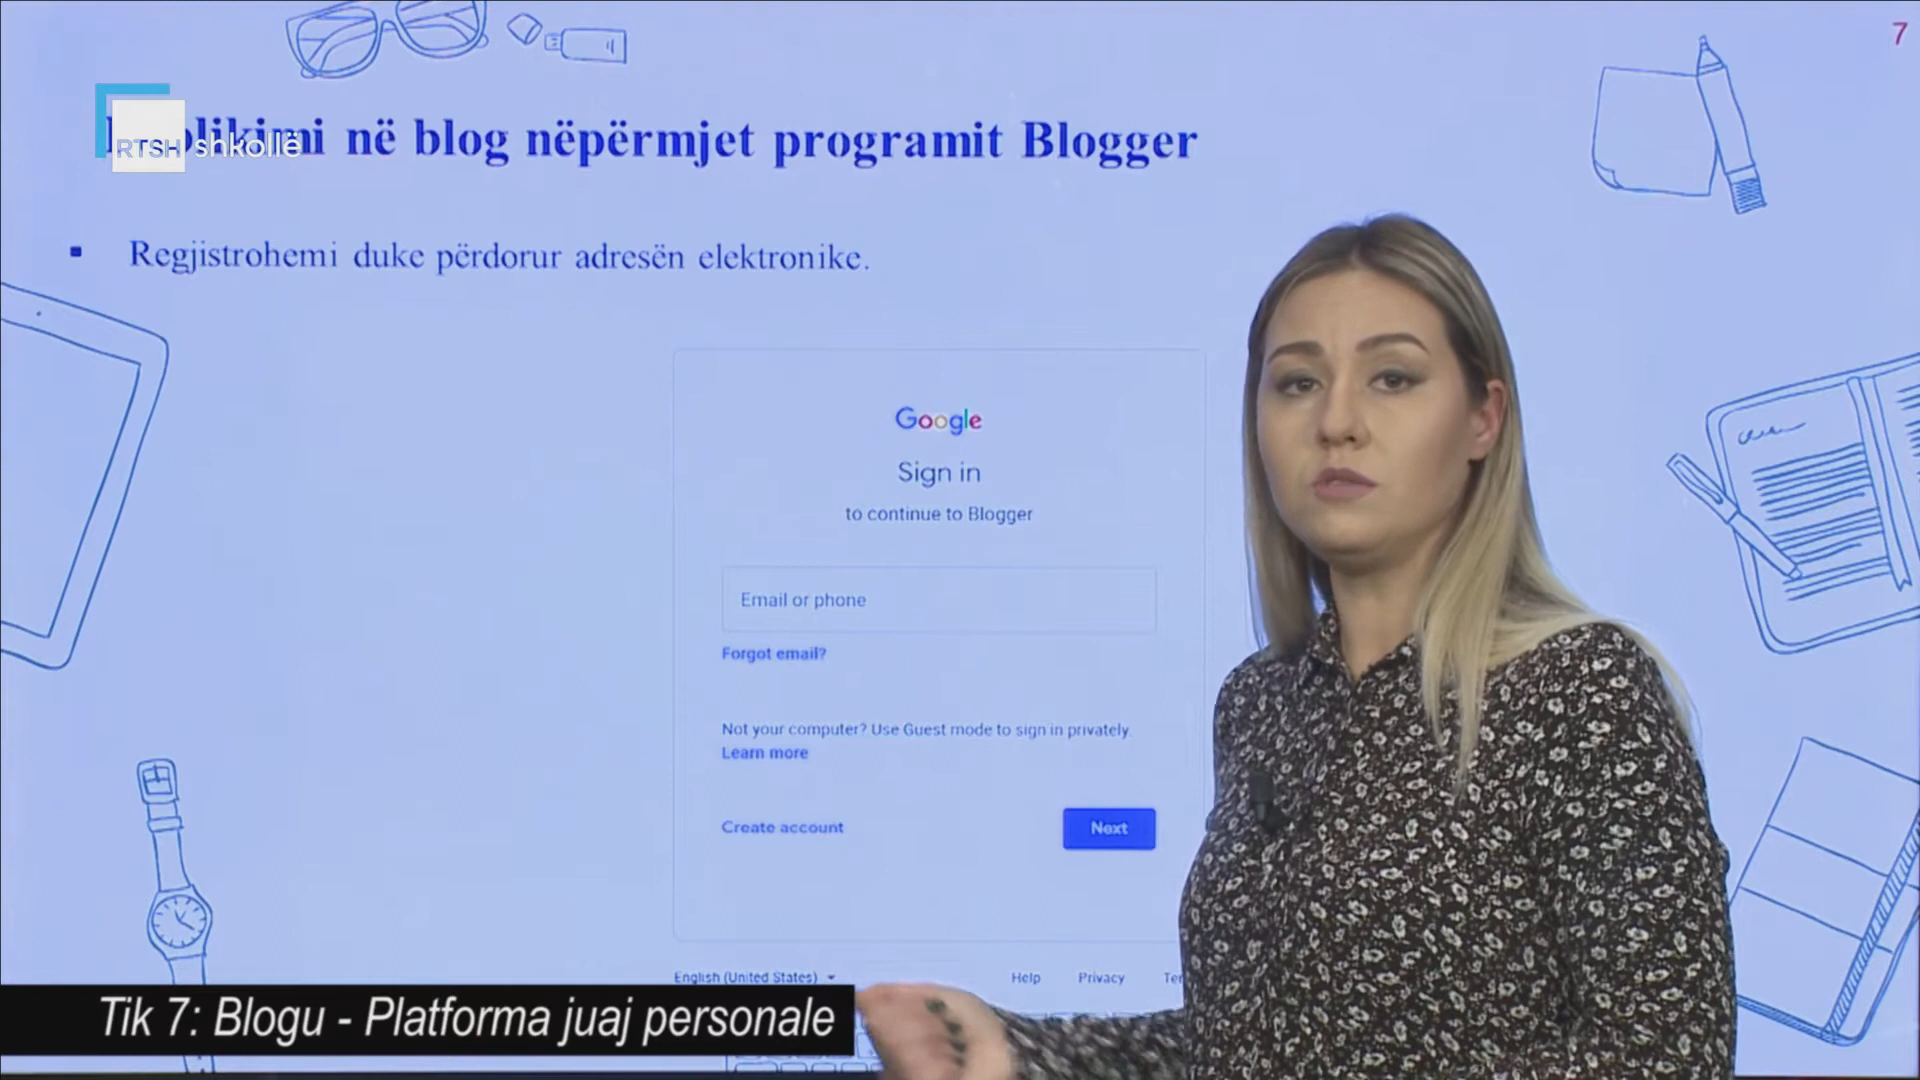 7
RTSH shkollë
në blog nëpërmjet programit Blogger
▪ Regjistrohemi duke përdorur adresën elektronike.
Google
Sign in
to continue to Blogger
Email or phone
Forgot email?
Not your computer? Use Guest mode to sign in privately.
Learn more
Create account
Next
English (United States)
Help Privacy
Tik 7: Blogu - Platforma juaj personale